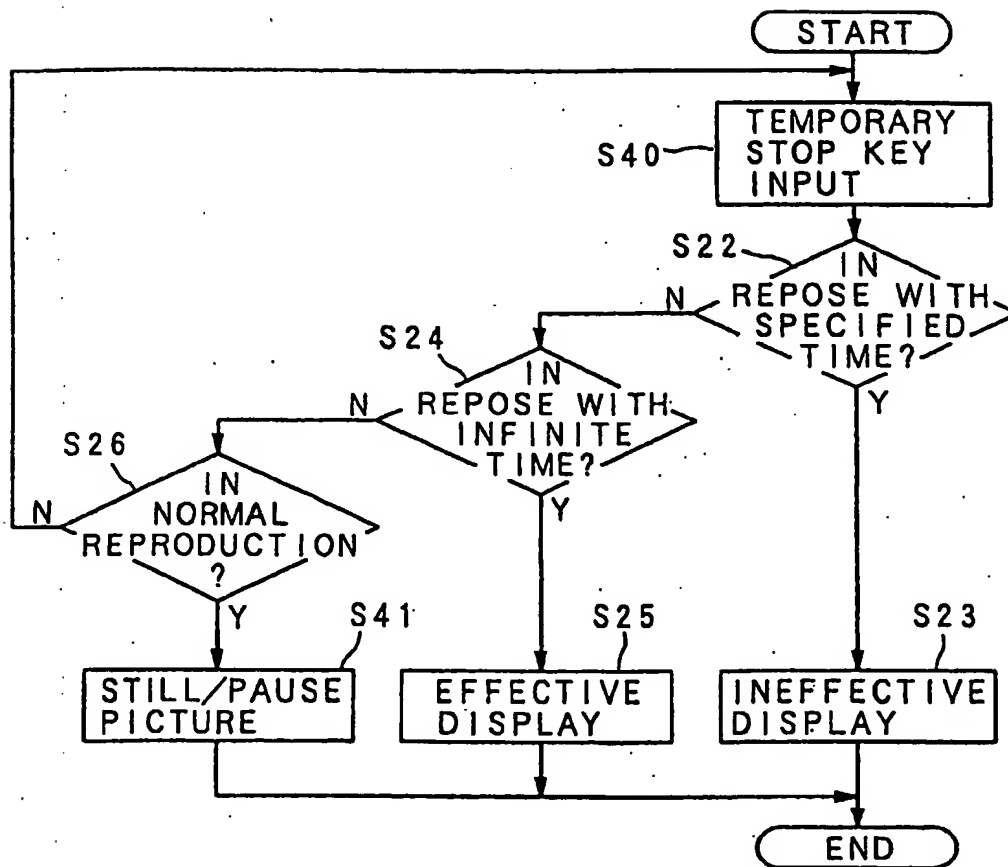 START
S40
TEMPORARY
STOP KEY
INPUT
S22
IN
REPOSE WITH
SPECIFIED
TIME?
N
Y
S24
IN
REPOSE WITH
INFINITE
TIME?
N
Y
S26
IN
NORMAL
REPRODUCTION
?
N
Y
S41
STILL/PAUSE
PICTURE
S25
EFFECTIVE
DISPLAY
S23
INEFFECTIVE
DISPLAY
END